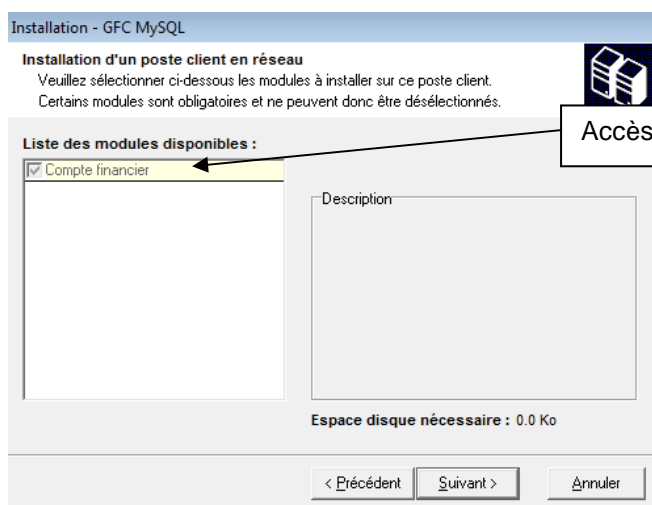 Installation - GFC MySQL
Installation d'un poste client en réseau
Veuillez sélectionner ci-dessous les modules à installer sur ce poste client.
Certains modules sont obligatoires et ne peuvent donc être désélectionnés.
Accès
Liste des modules disponibles :
Compte financier
Description
Espace disque nécessaire : 0.0 Ko
< Précédent
Suivant >
Annuler